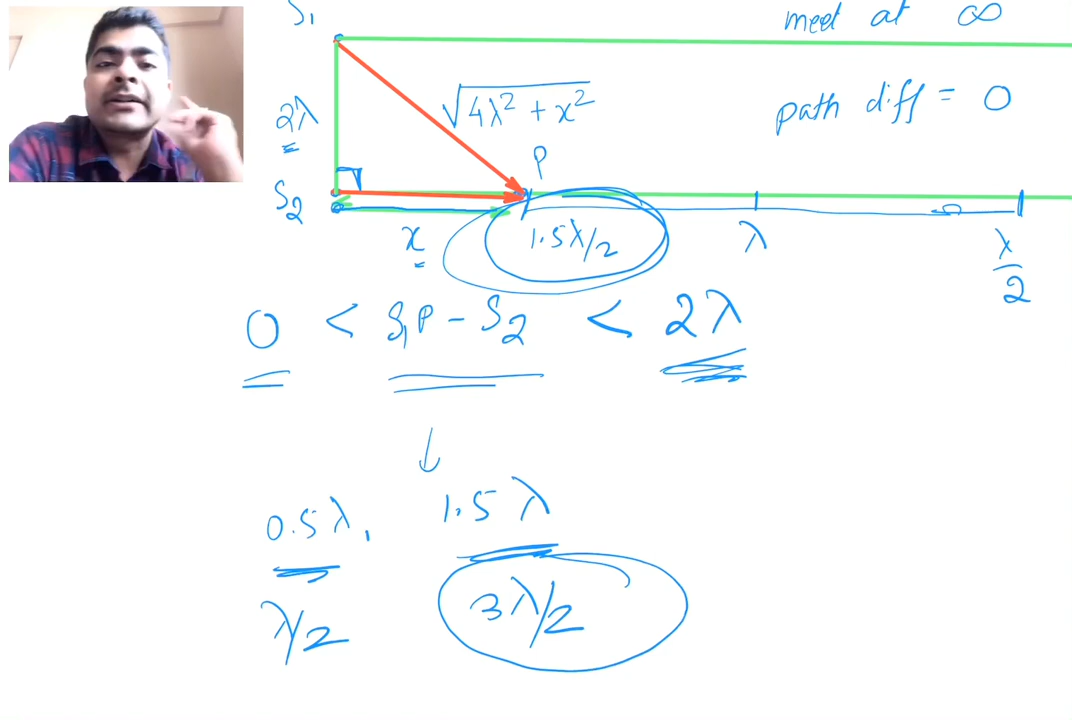 S₁
meet at ∞
2λ
√4λ² + x²
path diff = 0
P
S₂
x
1.5λ/2
λ
λ/2
0 < S₁P - S₂ < 2λ
↓
0.5λ, 1.5λ
λ/2 3λ/2